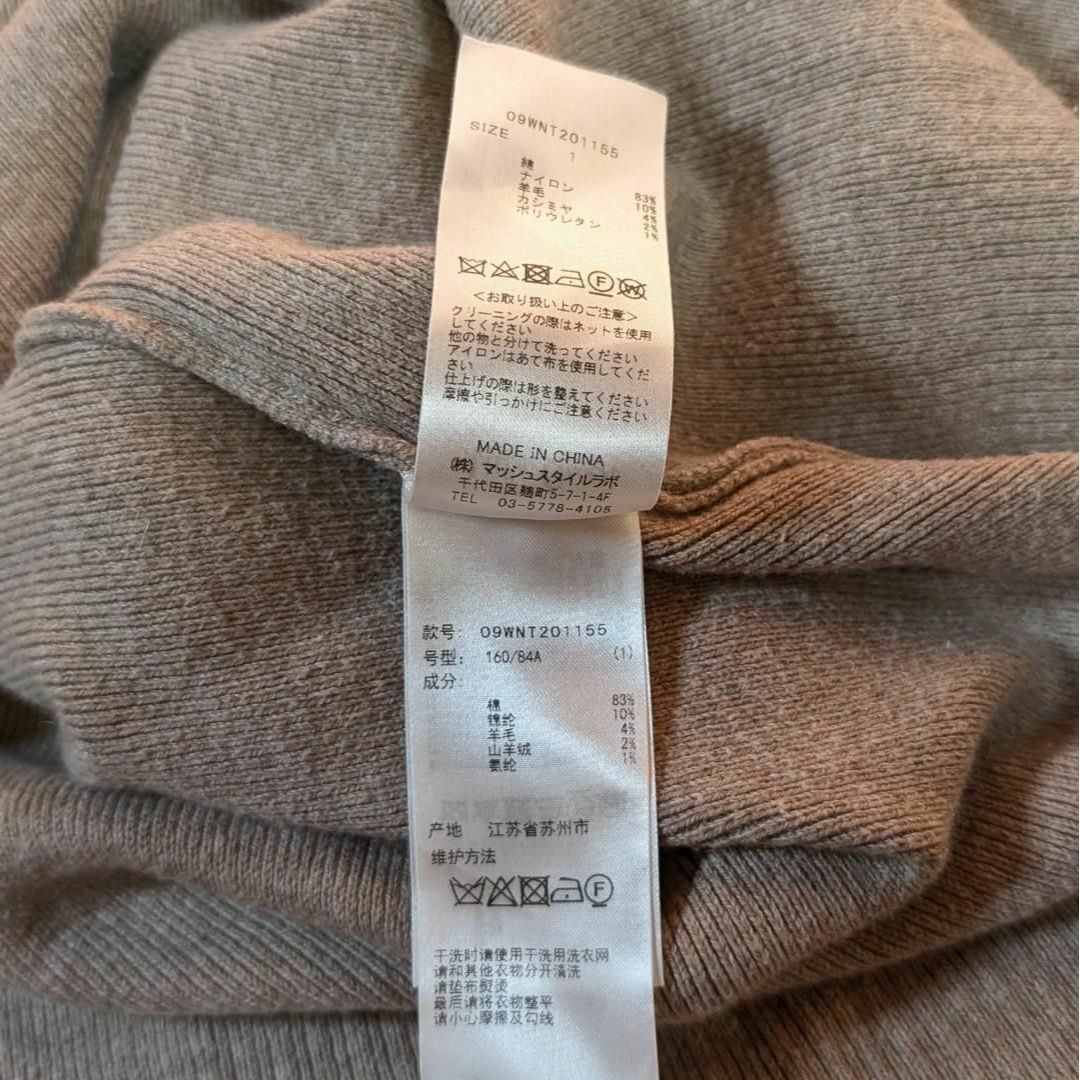 09WNT201155
SIZE 1
綿 83%
ナイロン 10%
羊毛 4%
カシミヤ 2%
ポリウレタン 1%
F W
＜お取り扱い上のご注意＞
クリーニングの際はネットを使用
してください
他の物と分けて洗ってください
アイロンはあて布を使用してくだ
さい
仕上げの際は形を整えてください
摩擦や引っかけにご注意ください
MADE IN CHINA
(株) マッシュスタイルラボ
千代田区麹町5-7-1-4F
TEL 03-5778-4105
款号: 09WNT201155
号型: 160/84A (1)
成分:
棉 83%
锦纶 10%
羊毛 4%
山羊绒 2%
氨纶 1%
产地 江苏省苏州市
维护方法
F
干洗时请使用干洗用洗衣网
请和其他衣物分开清洗
请垫布熨烫
最后请将衣物整平
请小心摩擦及勾线